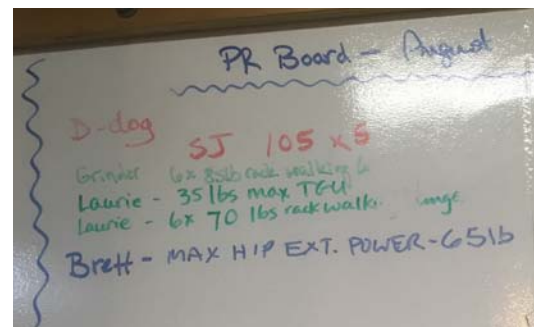 PR Board - August
D-dog
SJ 105 x 5
Grinder 6x 85lb rack walking
Laurie - 35 lbs max TGU
Laurie - 6x 70 lbs rack walki unge
Brett - MAX HIP EXT. POWER-65lb